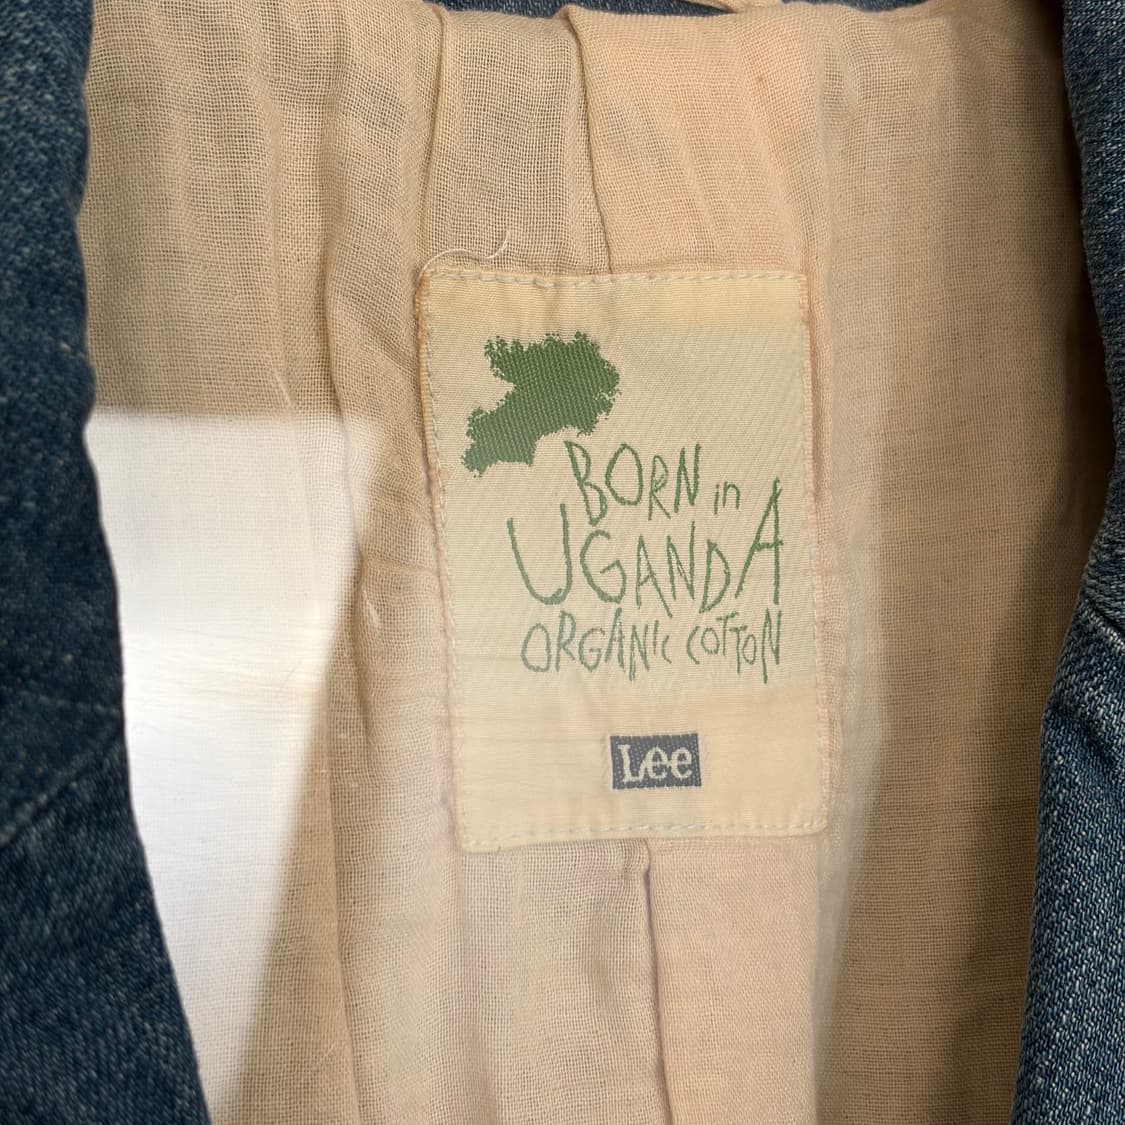 BORN in
UGANDA
ORGANIC COTTON
Lee